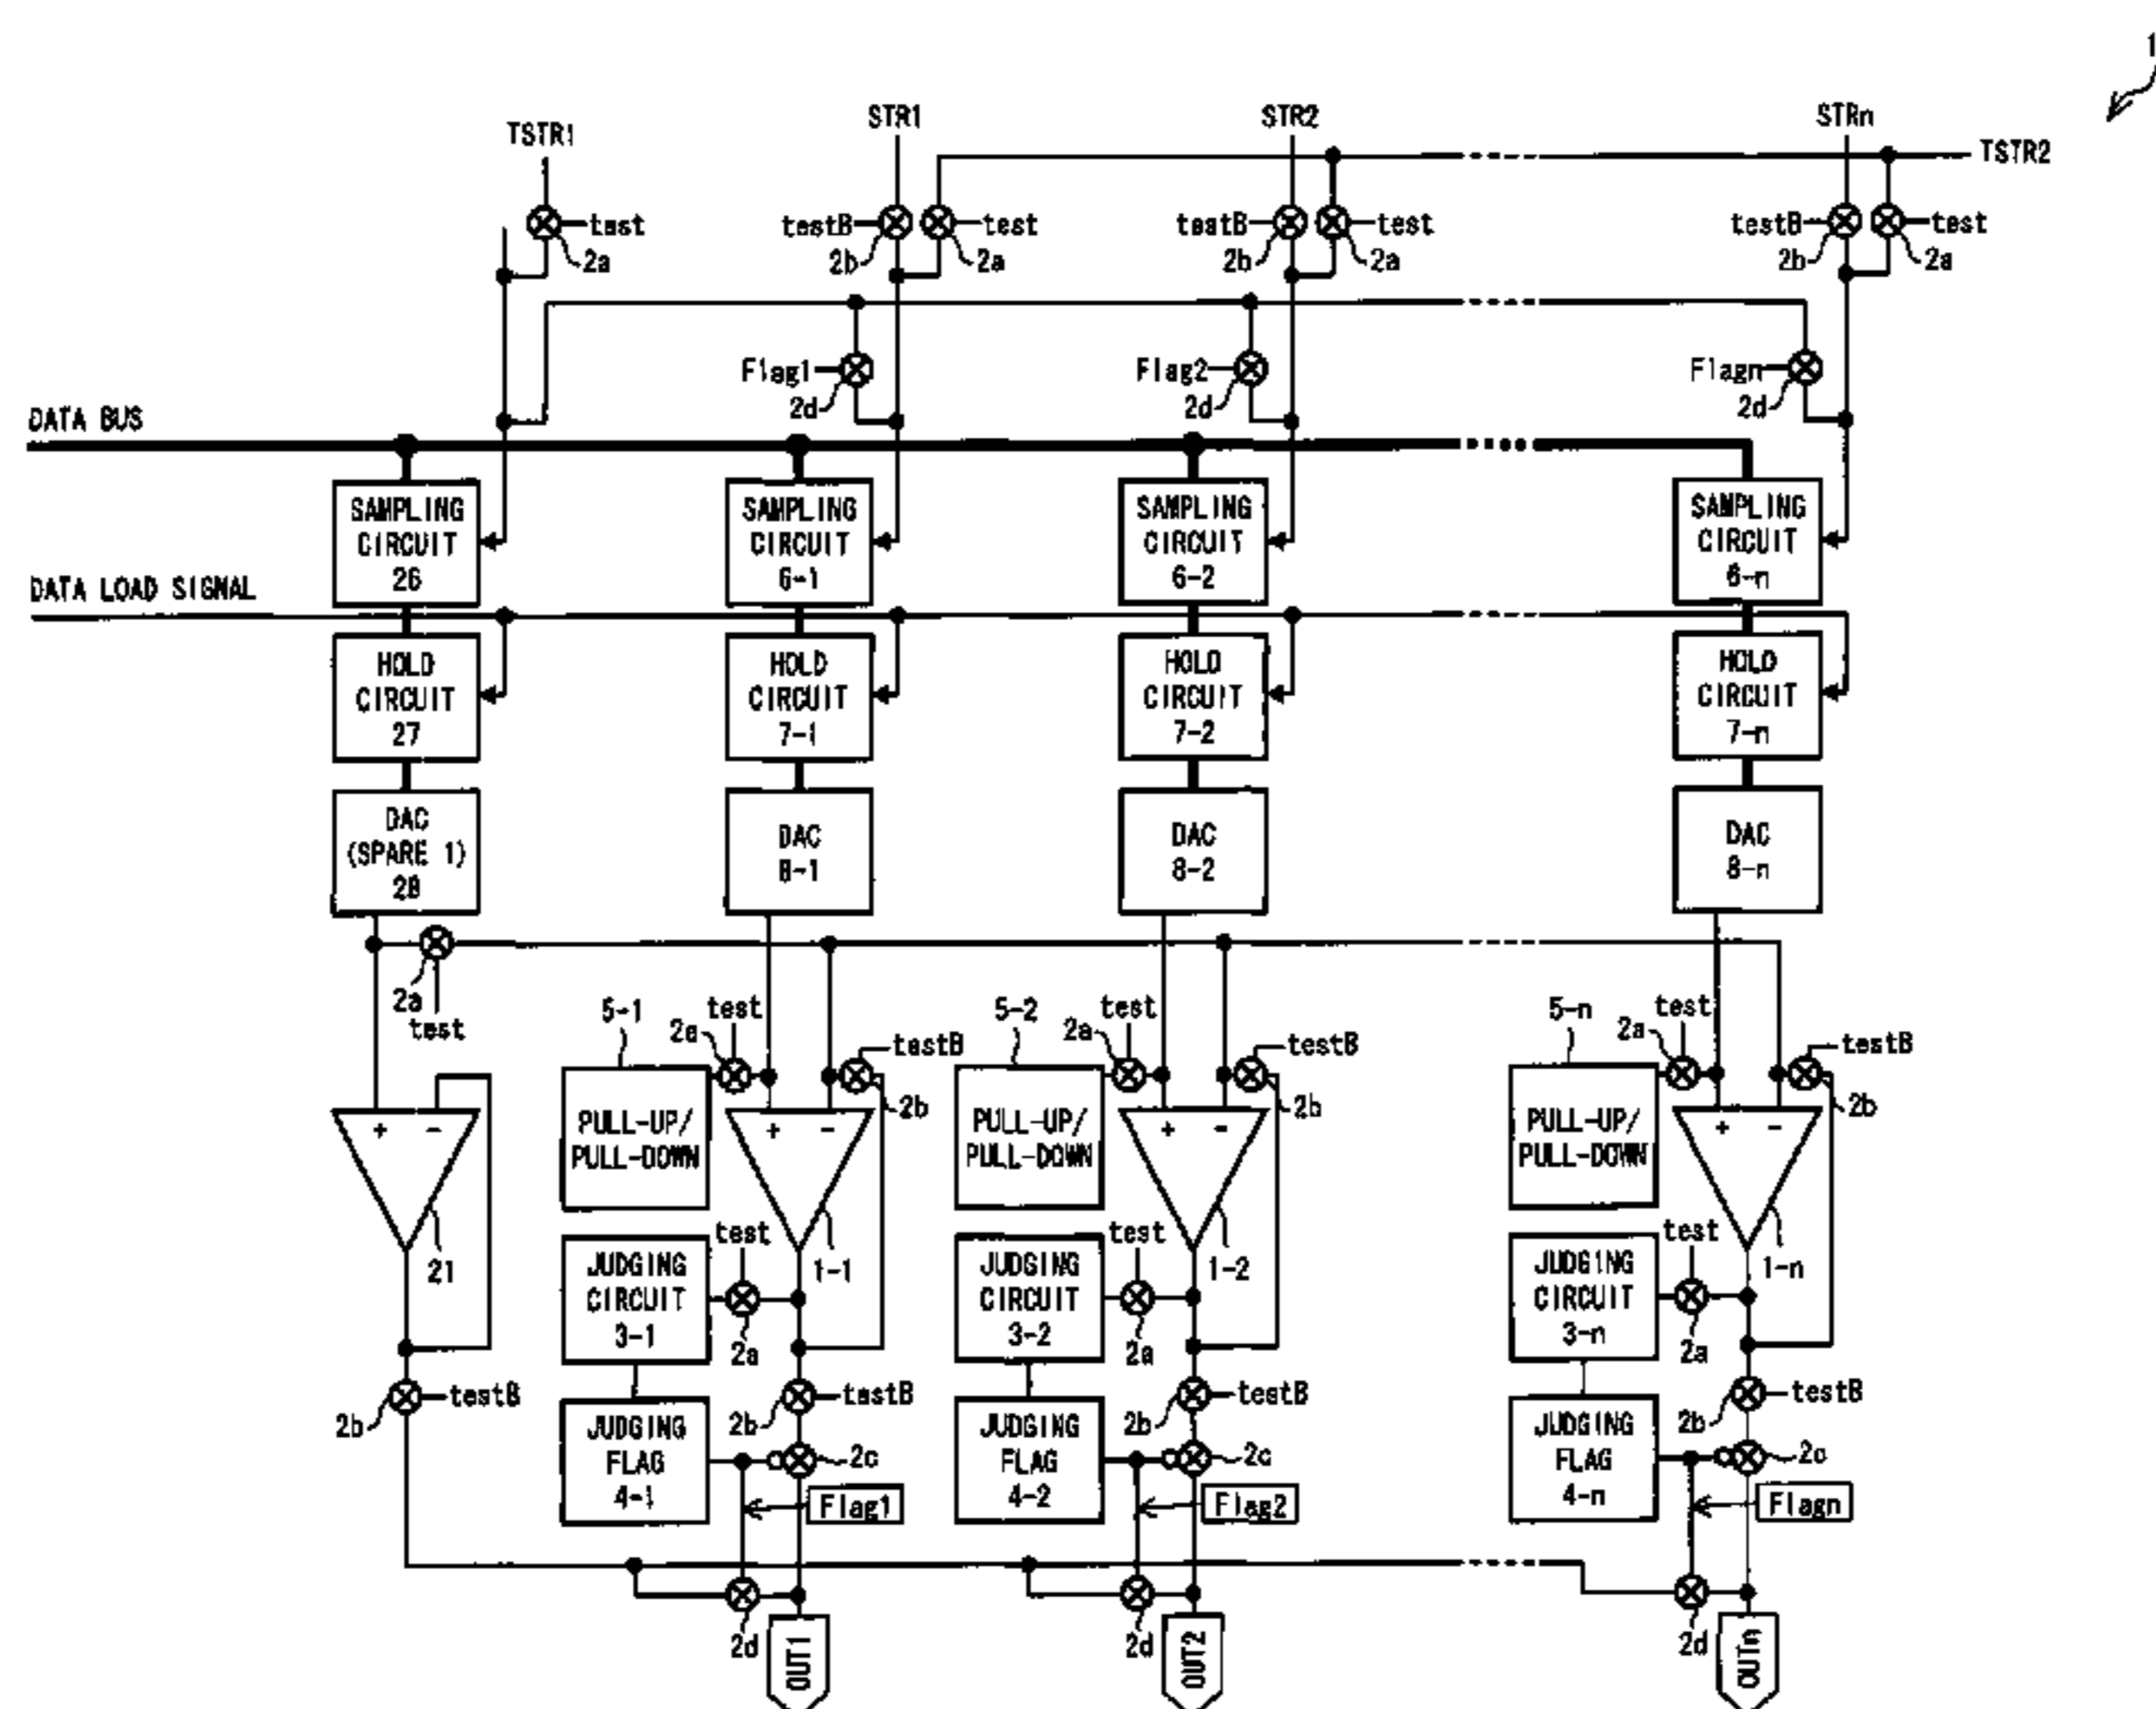 1
STR1 STR2 STRn
TSTR1 TSTR2
test testB test testB test testB test
2a 2b 2a 2b 2a 2b 2a
Flag1 Flag2 Flagn
2d 2d 2d
DATA BUS
SAMPLING SAMPLING SAMPLING SAMPLING
CIRCUIT CIRCUIT CIRCUIT CIRCUIT
26 6-1 6-2 6-n
DATA LOAD SIGNAL
HOLD HOLD HOLD HOLD
CIRCUIT CIRCUIT CIRCUIT CIRCUIT
27 7-1 7-2 7-n
DAC
(SPARE 1)
28
DAC DAC DAC
8-1 8-2 8-n
2a
test
5-1 test 5-2 test 5-n test
2a 2a 2a
testB testB testB
2b 2b 2b
PULL-UP/ PULL-UP/ PULL-UP/
PULL-DOWN PULL-DOWN PULL-DOWN
+ - + - + - + -
21 1-1 1-2 1-n
test test test
JUDGING JUDGING JUDGING
CIRCUIT CIRCUIT CIRCUIT
3-1 3-2 3-n
2a 2a 2a
testB testB testB testB
2b 2b 2b 2b
JUDGING JUDGING JUDGING
FLAG FLAG FLAG
4-1 4-2 4-n
2c 2c 2c
Flag1 Flag2 Flagn
2d 2d 2d
OUT1 OUT2 OUTn